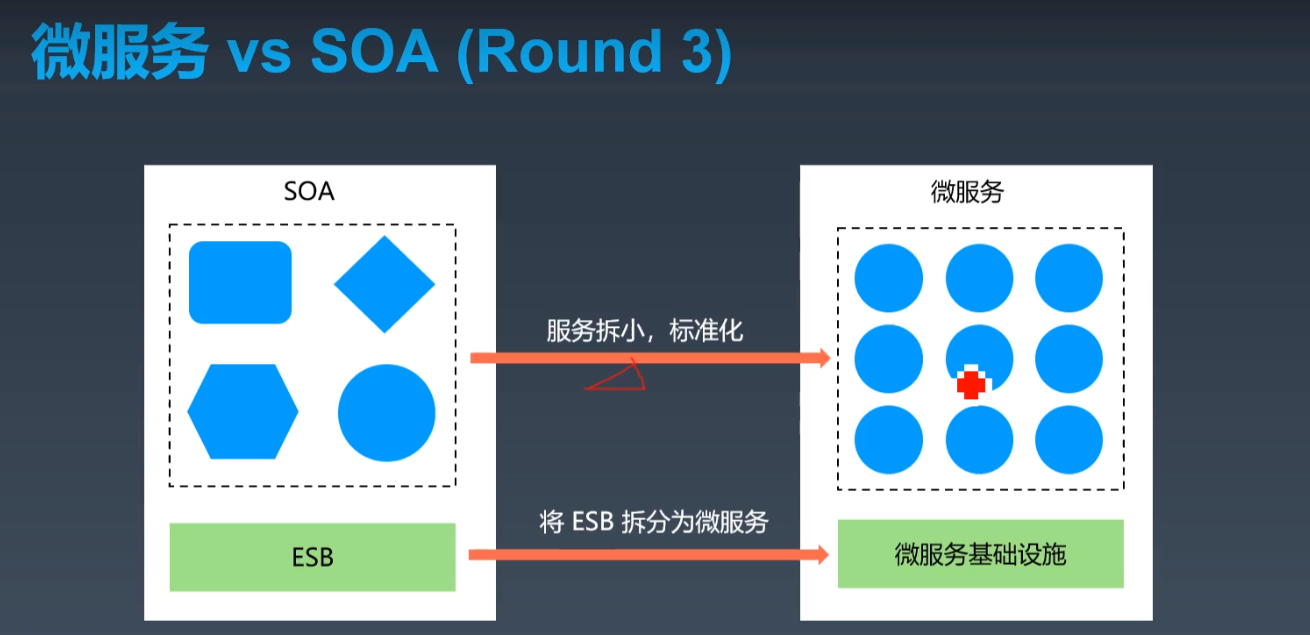 微服务 vs SOA (Round 3)
SOA
微服务
服务拆小，标准化
将 ESB 拆分为微服务
ESB
微服务基础设施